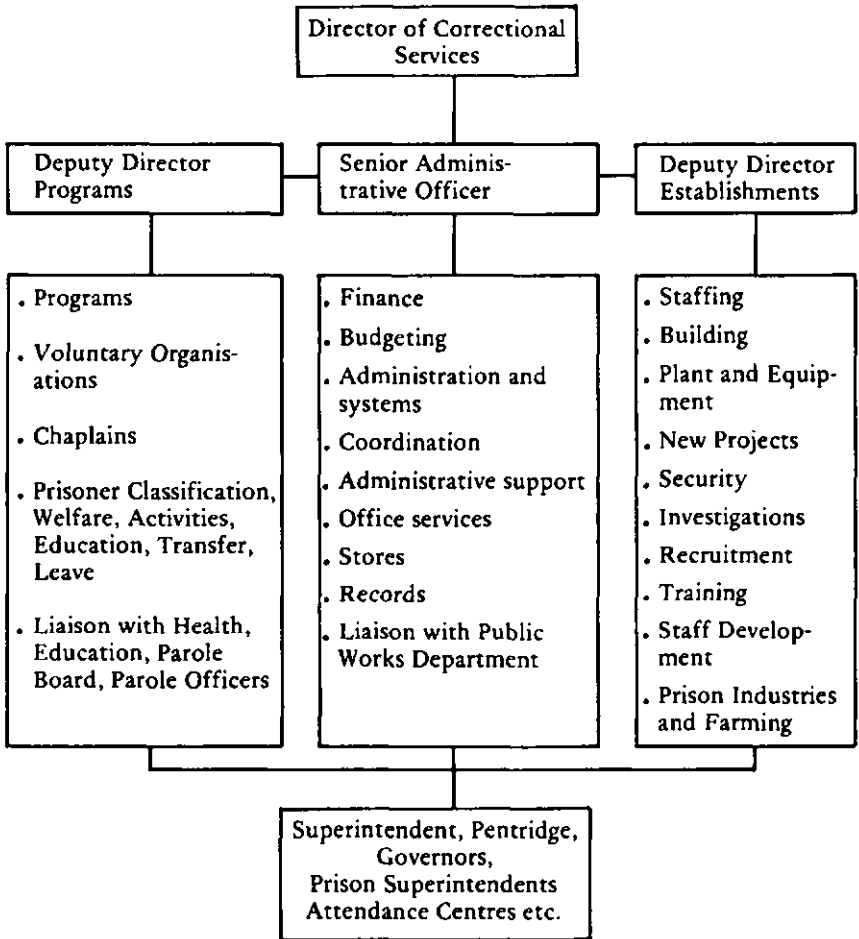 Director of Correctional
Services
Deputy Director
Programs
Senior Adminis-
trative Officer
Deputy Director
Establishments
. Programs
. Voluntary Organis-
ations
. Chaplains
. Prisoner Classification,
Welfare, Activities,
Education, Transfer,
Leave
. Liaison with Health,
Education, Parole
Board, Parole Officers
. Finance
. Budgeting
. Administration and
systems
. Coordination
. Administrative support
. Office services
. Stores
. Records
. Liaison with Public
Works Department
. Staffing
. Building
. Plant and Equip-
ment
. New Projects
. Security
. Investigations
. Recruitment
. Training
. Staff Develop-
ment
. Prison Industries
and Farming
Superintendent, Pentridge,
Governors,
Prison Superintendents
Attendance Centres etc.